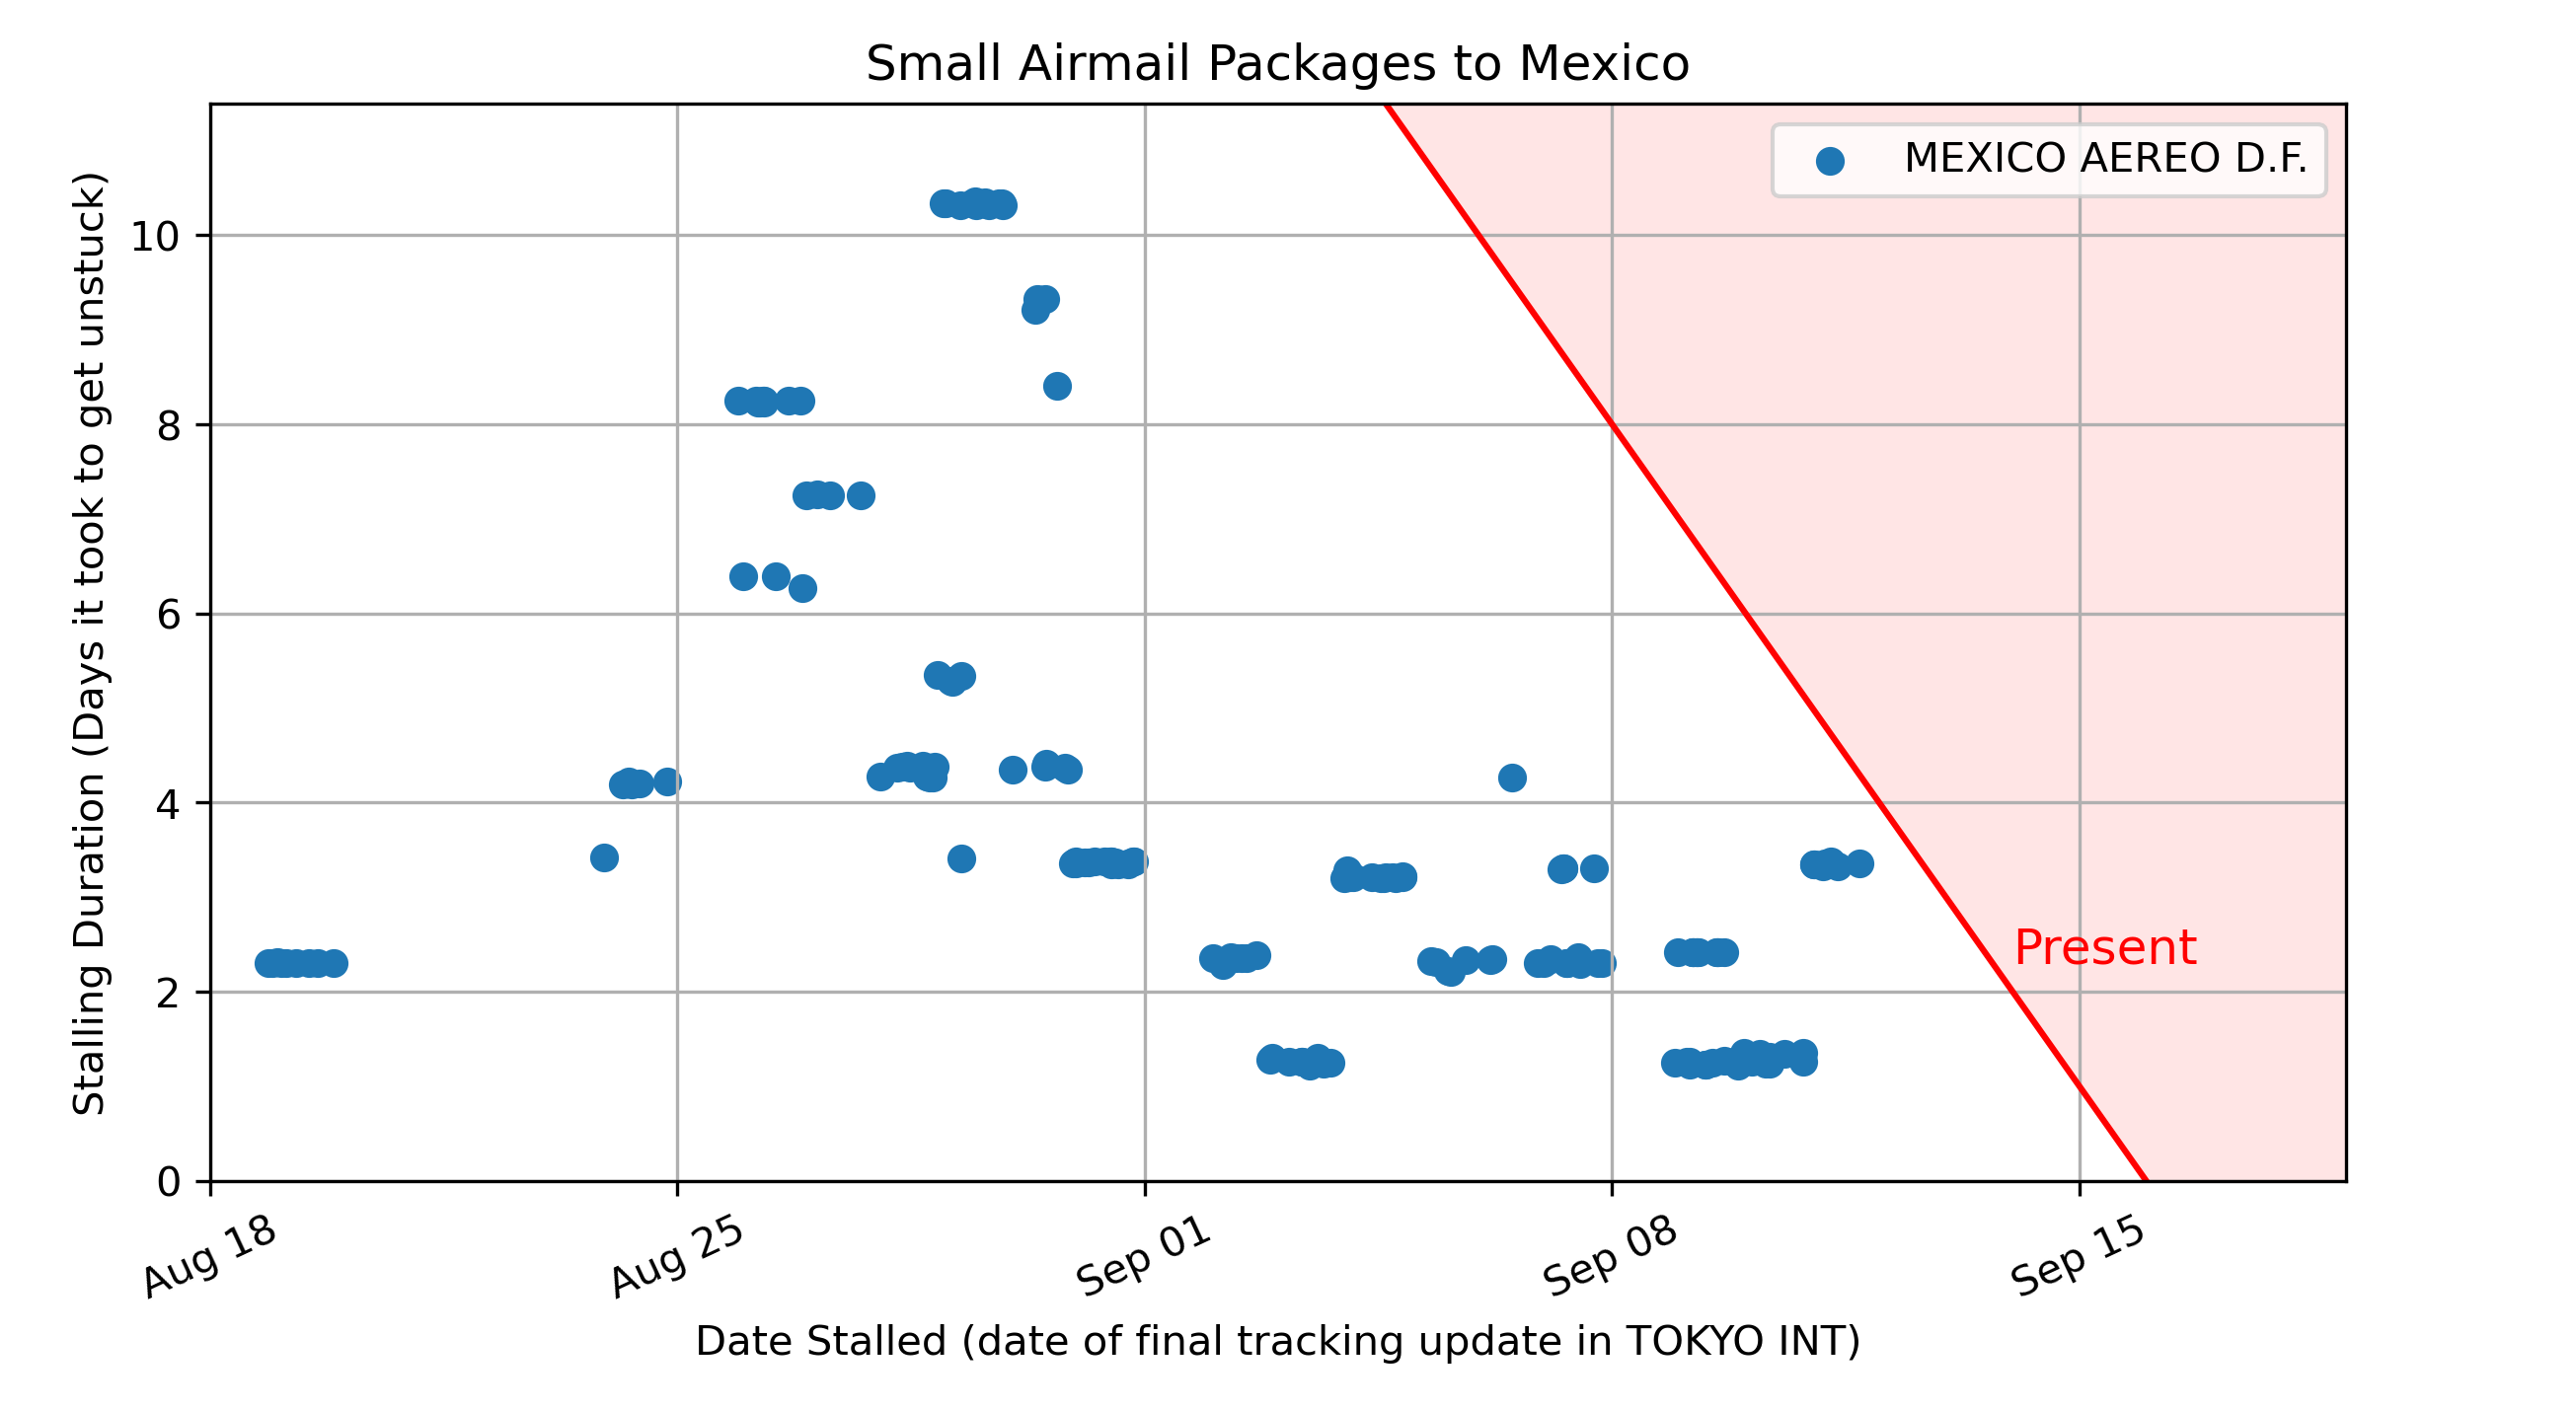 Small Airmail Packages to Mexico
MEXICO AEREO D.F.
Stalling Duration (Days it took to get unstuck)
10
8
6
4
2
0
Present
Aug 18
Aug 25
Sep 01
Sep 08
Sep 15
Date Stalled (date of final tracking update in TOKYO INT)